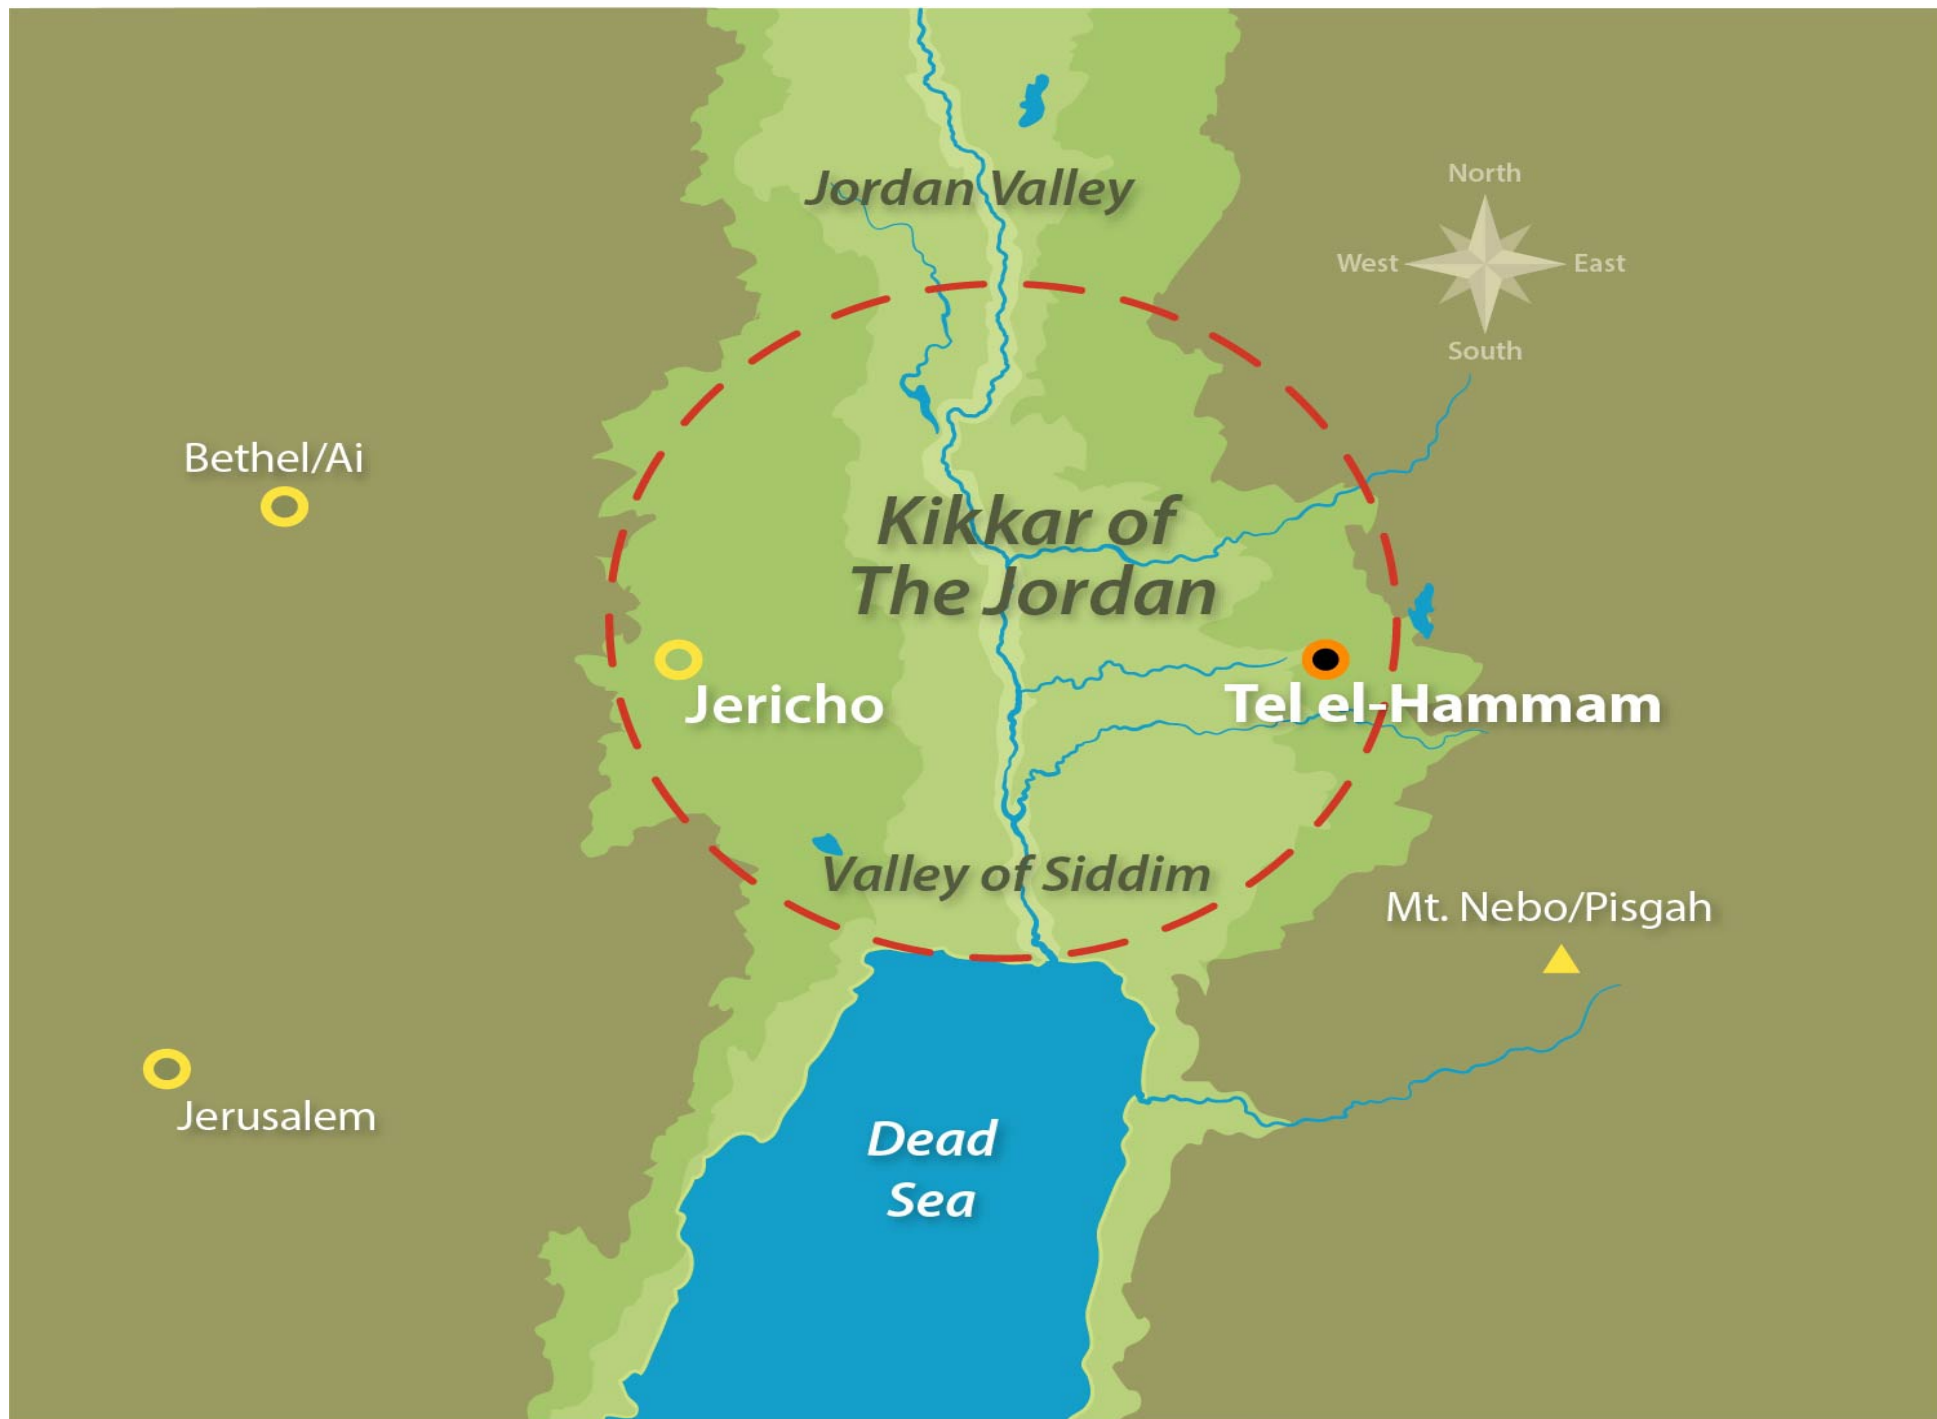 Jordan Valley
North
West
East
South
Bethel/Ai
Kikkar of
The Jordan
Jericho
Tel el-Hammam
Valley of Siddim
Mt. Nebo/Pisgah
Jerusalem
Dead
Sea